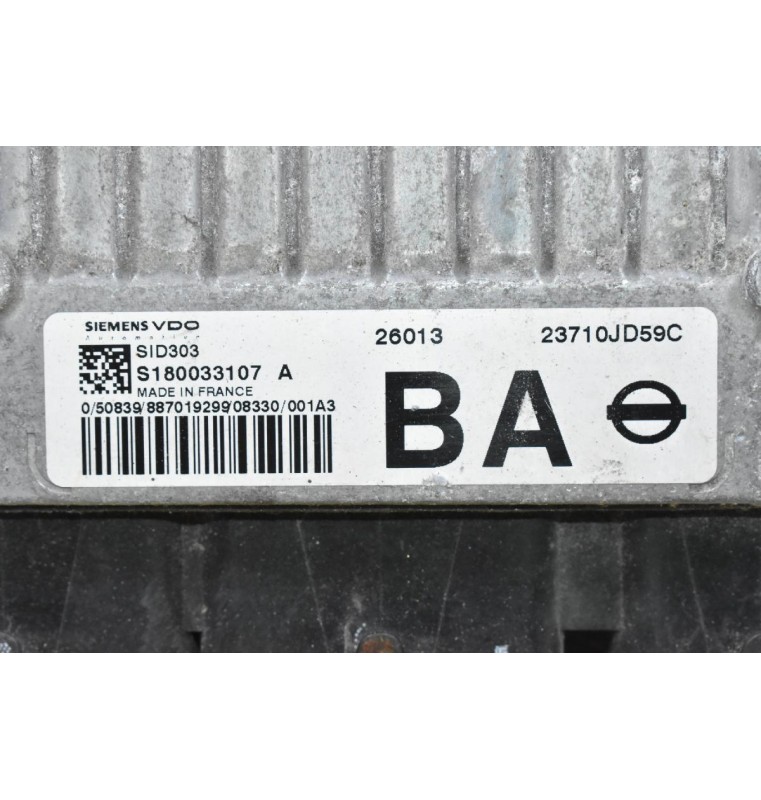 SIEMENS VDO
Automotive
SID303
S180033107 A
MADE IN FRANCE
0/50839/887019299/08330/001A3
26013
23710JD59C
BA